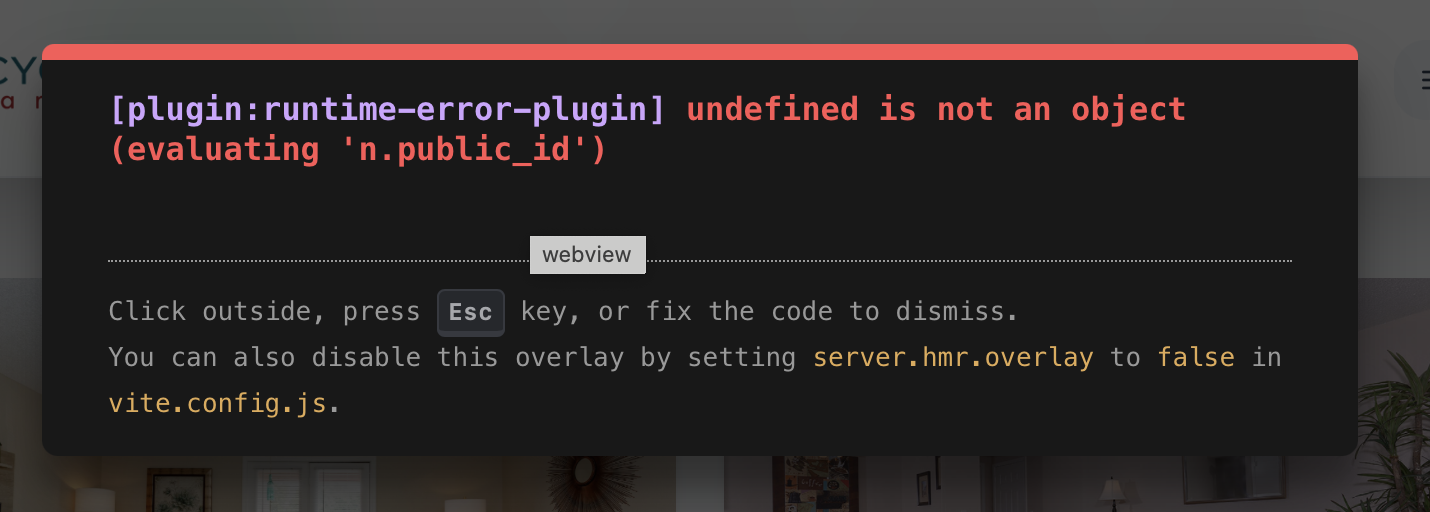 CY
a r
[plugin:runtime-error-plugin] undefined is not an object
(evaluating 'n.public_id')
webview
Click outside, press Esc key, or fix the code to dismiss.
You can also disable this overlay by setting server.hmr.overlay to false in
vite.config.js.